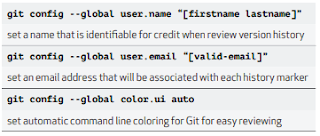 git config --global user.name "[firstname lastname]"
set a name that is identifiable for credit when review version history
git config --global user.email "[valid-email]"
set an email address that will be associated with each history marker
git config --global color.ui auto
set automatic command line coloring for Git for easy reviewing